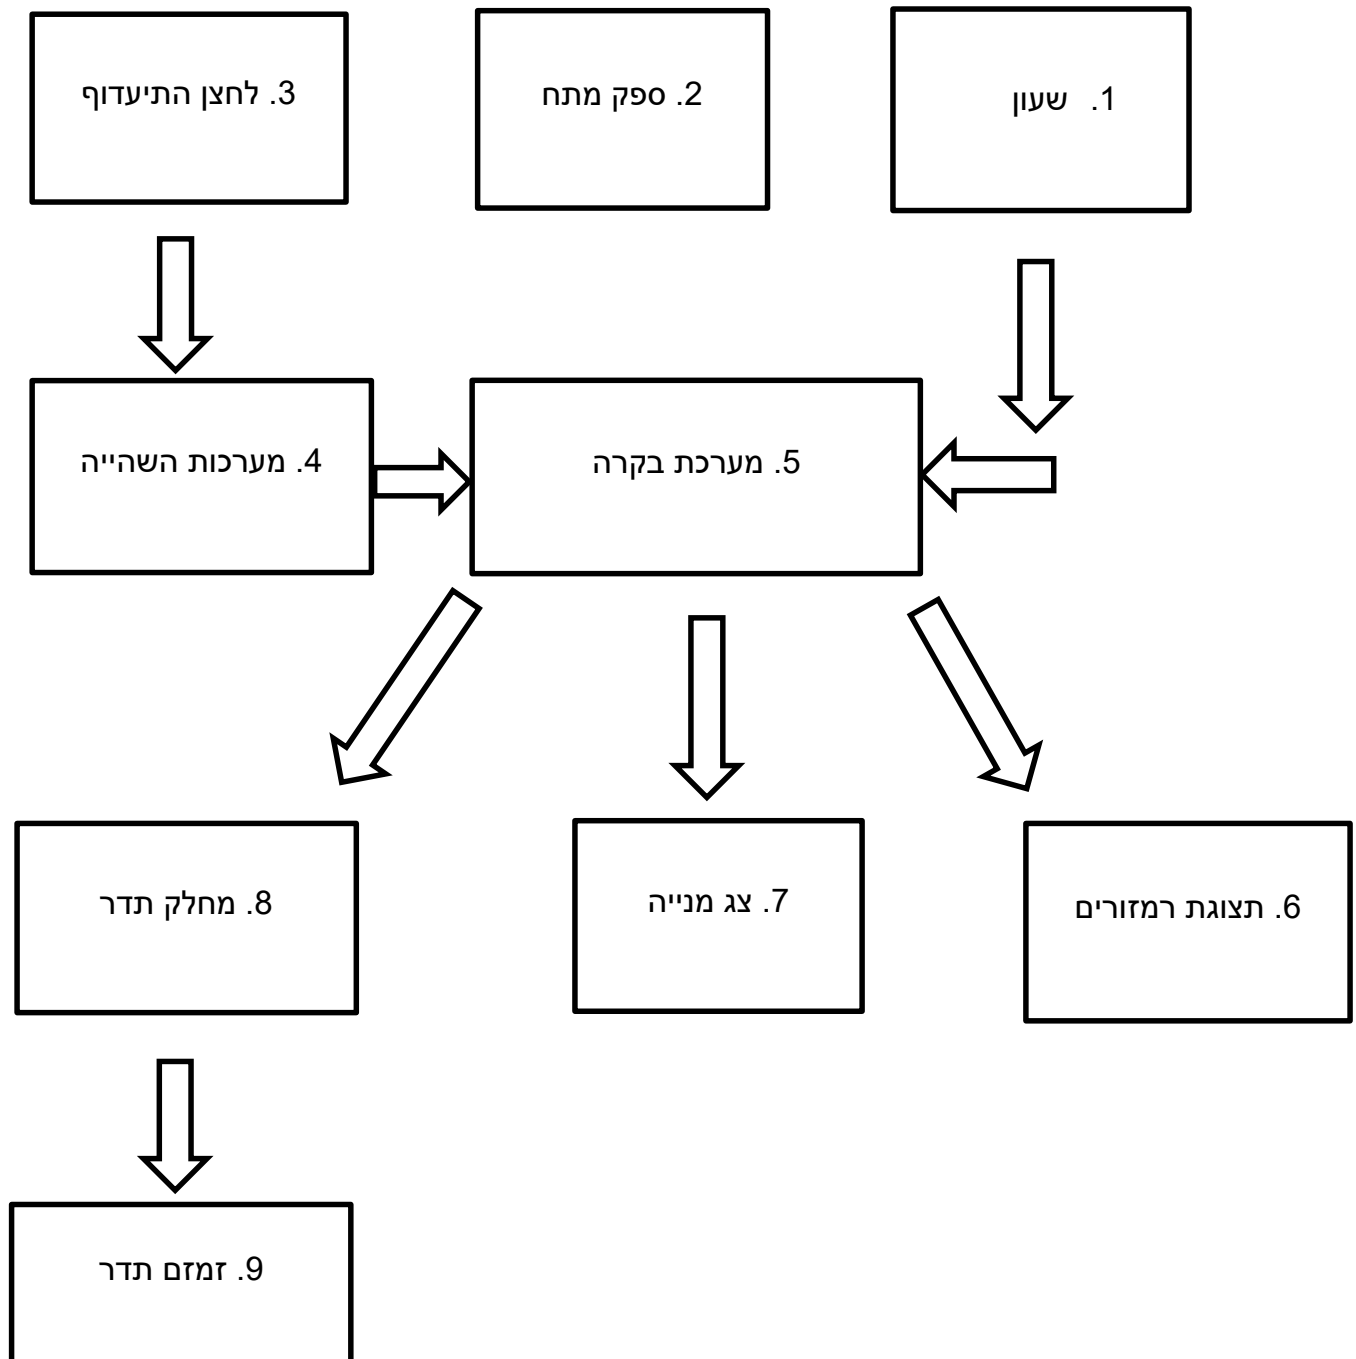 1. שעון
2. ספק מתח
3. לחצן התיעדוף
4. מערכות השהייה
5. מערכת בקרה
6. תצוגת רמזורים
7. צג מנייה
8. מחלק תדר
9. זמזם תדר